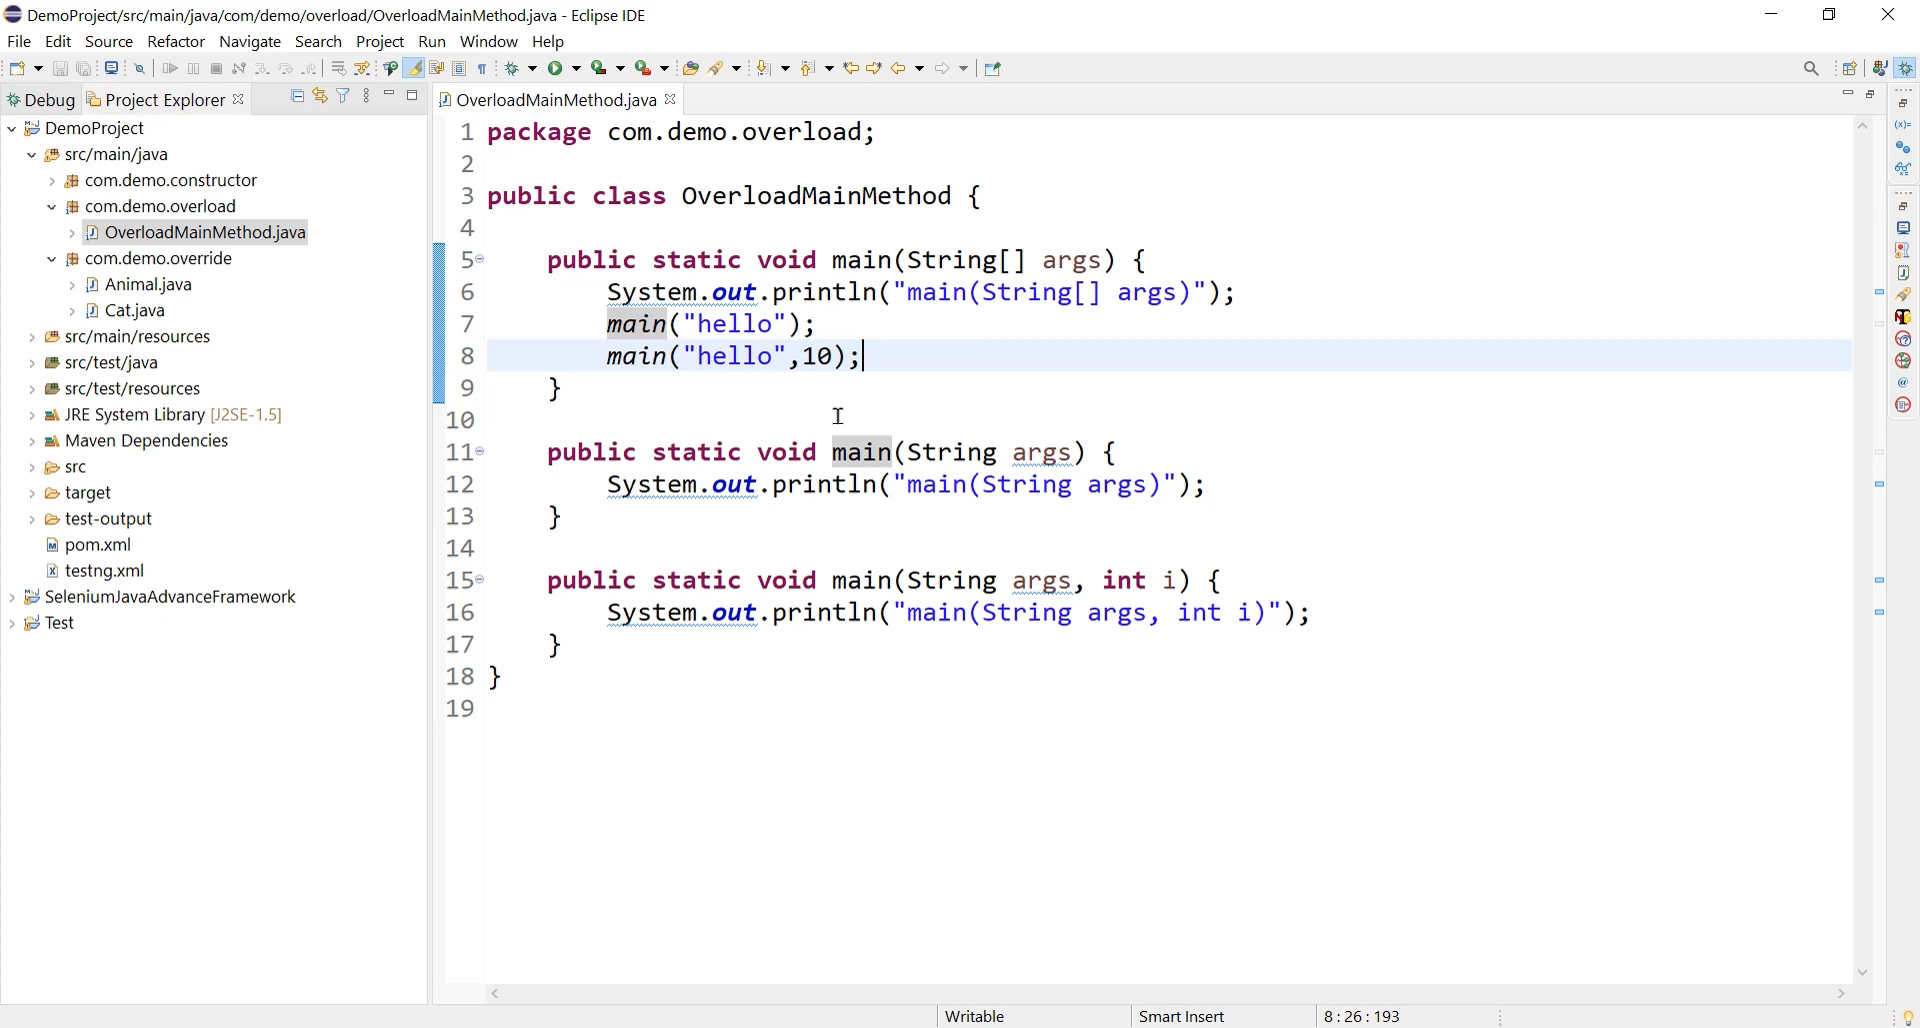 DemoProject/src/main/java/com/demo/overload/OverloadMainMethod.java - Eclipse IDE
File Edit Source Refactor Navigate Search Project Run Window Help
Debug Project Explorer
DemoProject
src/main/java
com.demo.constructor
com.demo.overload
OverloadMainMethod.java
com.demo.override
Animal.java
Cat.java
src/main/resources
src/test/java
src/test/resources
JRE System Library [J2SE-1.5]
Maven Dependencies
src
target
test-output
pom.xml
testng.xml
SeleniumJavaAdvanceFramework
Test
OverloadMainMethod.java
1 package com.demo.overload;
2
3 public class OverloadMainMethod {
4
5 public static void main(String[] args) {
6 System.out.println("main(String[] args)");
7 main("hello");
8 main("hello",10);
9 }
10
11 public static void main(String args) {
12 System.out.println("main(String args)");
13 }
14
15 public static void main(String args, int i) {
16 System.out.println("main(String args, int i)");
17 }
18 }
19
Writable Smart Insert 8 : 26 : 193